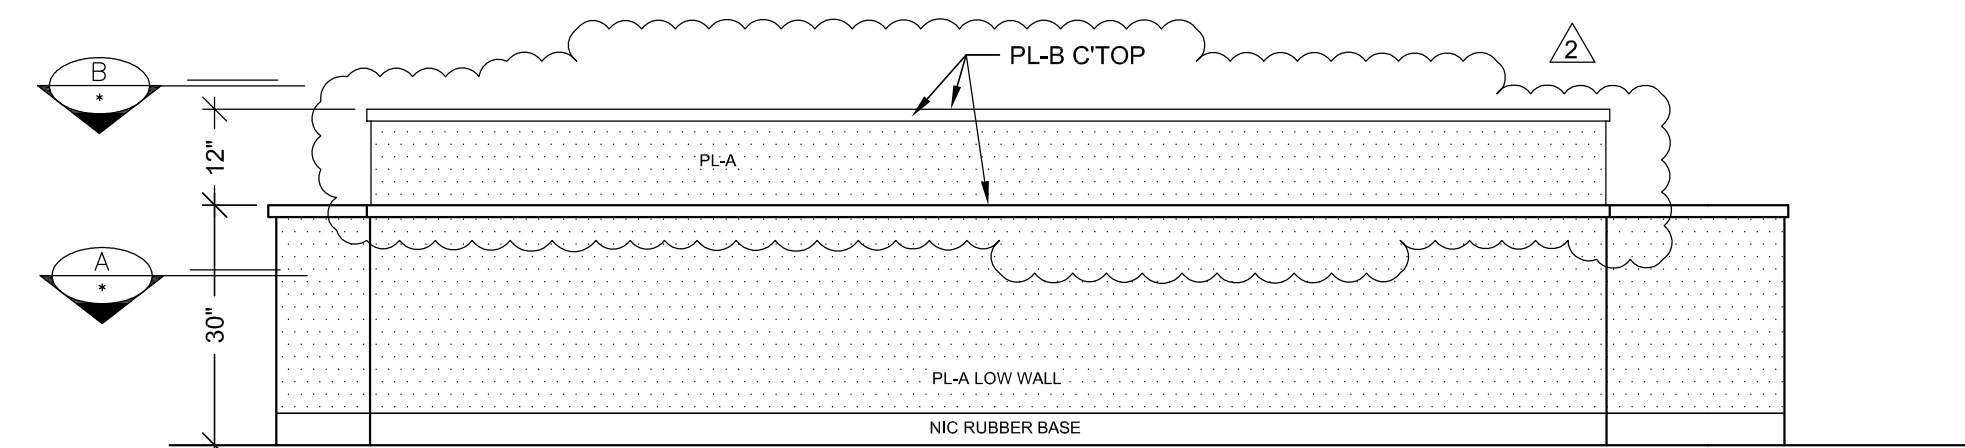 PL-B C'TOP
2
B
*
12"
PL-A
A
*
30"
PL-A LOW WALL
NIC RUBBER BASE